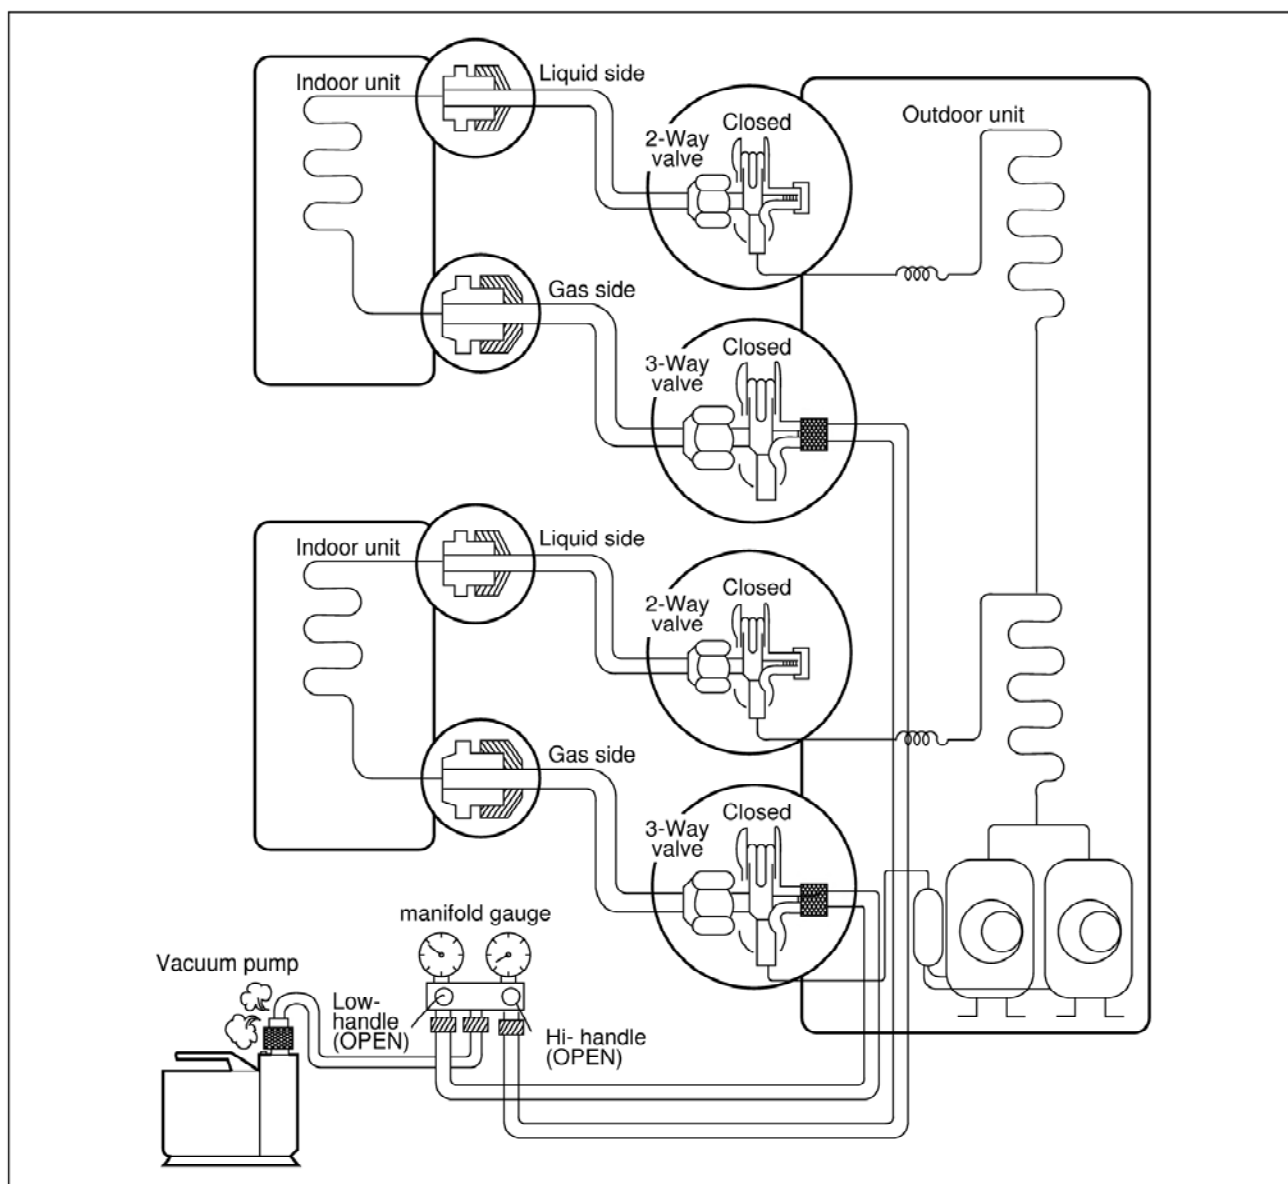 Indoor unit
Liquid side
2-Way
valve
Closed
Outdoor unit
Gas side
3-Way
valve
Closed
Indoor unit
Liquid side
2-Way
valve
Closed
Gas side
3-Way
valve
Closed
manifold gauge
Vacuum pump
Low-
handle
(OPEN)
Hi- handle
(OPEN)